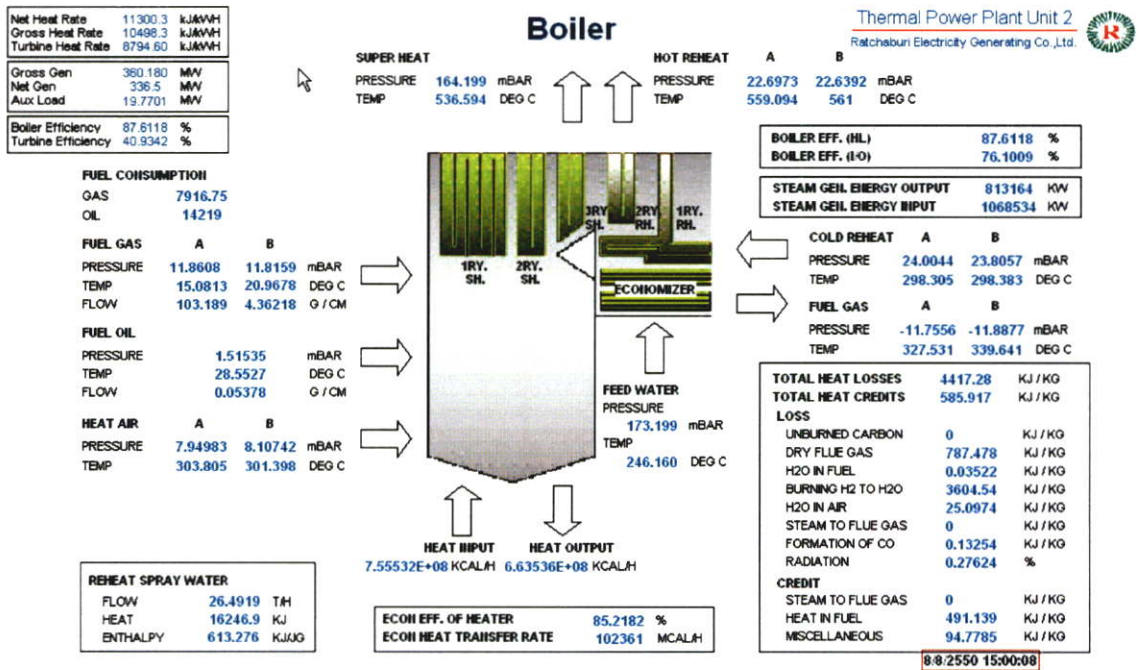 Boiler
Thermal Power Plant Unit 2
Ratchaburi Electricity Generating Co.,Ltd.
R
Net Heat Rate 11300.3 kJ/kWH
Gross Heat Rate 10498.3 kJ/kWH
Turbine Heat Rate 8794.60 kJ/kWH
Gross Gen 360.180 MW
Net Gen 336.5 MW
Aux Load 19.7701 MW
Boiler Efficiency 87.6118 %
Turbine Efficiency 40.9342 %
SUPER HEAT
PRESSURE 164.199 mBAR
TEMP 536.594 DEG C
HOT REHEAT A B
PRESSURE 22.6973 22.6392 mBAR
TEMP 559.094 561 DEG C
BOILER EFF. (HL) 87.6118 %
BOILER EFF. (I-O) 76.1009 %
STEAM GEN. ENERGY OUTPUT 813164 KW
STEAM GEN. ENERGY INPUT 1068534 KW
FUEL CONSUMPTION
GAS 7916.75
OIL 14219
FUEL GAS A B
PRESSURE 11.8608 11.8159 mBAR
TEMP 15.0813 20.9678 DEG C
FLOW 103.189 4.36218 G / CM
FUEL OIL
PRESSURE 1.51535 mBAR
TEMP 28.5527 DEG C
FLOW 0.05378 G / CM
HEAT AIR A B
PRESSURE 7.94983 8.10742 mBAR
TEMP 303.805 301.398 DEG C
1RY. SH.
2RY. SH.
3RY SH.
2RY. RH.
1RY. RH.
ECONOMIZER
COLD REHEAT A B
PRESSURE 24.0044 23.8057 mBAR
TEMP 298.305 298.383 DEG C
FUEL GAS A B
PRESSURE -11.7556 -11.8877 mBAR
TEMP 327.531 339.641 DEG C
FEED WATER
PRESSURE
173.199 mBAR
TEMP
246.160 DEG C
HEAT INPUT HEAT OUTPUT
7.55532E+08 KCAL/H 6.63536E+08 KCAL/H
TOTAL HEAT LOSSES 4417.28 KJ / KG
TOTAL HEAT CREDITS 585.917 KJ / KG
LOSS
UNBURNED CARBON 0 KJ / KG
DRY FLUE GAS 787.478 KJ / KG
H2O IN FUEL 0.03522 KJ / KG
BURNING H2 TO H2O 3604.54 KJ / KG
H2O IN AIR 25.0974 KJ / KG
STEAM TO FLUE GAS 0 KJ / KG
FORMATION OF CO 0.13254 KJ / KG
RADIATION 0.27624 %
CREDIT
STEAM TO FLUE GAS 0 KJ / KG
HEAT IN FUEL 491.139 KJ / KG
MISCELLANEOUS 94.7785 KJ / KG
REHEAT SPRAY WATER
FLOW 26.4919 T/H
HEAT 16246.9 KJ
ENTHALPY 613.276 KJ/JG
ECON EFF. OF HEATER 85.2182 %
ECON HEAT TRANSFER RATE 102361 MCAL/H
8/8/2550 15:00:08